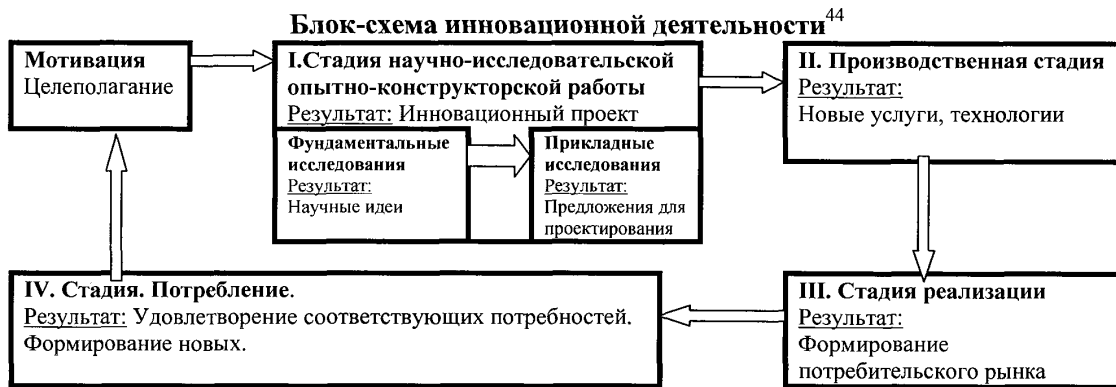 Блок-схема инновационной деятельности44
Мотивация
Целеполагание
I.Стадия научно-исследовательской
опытно-конструкторской работы
Результат: Инновационный проект
Фундаментальные
исследования
Результат:
Научные идеи
Прикладные
исследования
Результат:
Предложения для
проектирования
II. Производственная стадия
Результат:
Новые услуги, технологии
III. Стадия реализации
Результат:
Формирование
потребительского рынка
IV. Стадия. Потребление.
Результат: Удовлетворение соответствующих потребностей.
Формирование новых.